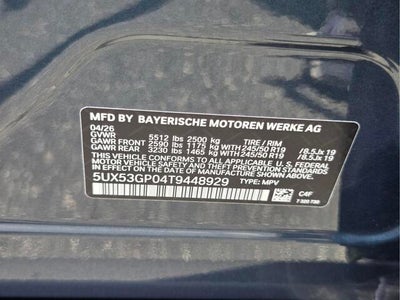 MFD BY BAYERISCHE MOTOREN WERKE AG
04/26
GVWR 5512 lbs 2500 kg TIRE / RIM
GAWR FRONT 2590 lbs 1175 kg WITH 245/50 R19 /8.5Jx 19
GAWR REAR 3230 lbs 1465 kg WITH 245/50 R19 /8.5Jx 19
THIS VEHICLE CONFORMS TO ALL APPLICABLE U.S. FEDERAL
MOTOR VEHICLE SAFETY AND THEFT PREVENTION STANDARDS
IN EFFECT ON THE DATE OF MANUFACTURE SHOWN ABOVE.
5UX53GP04T9448929 TYPE: MPV
C4F